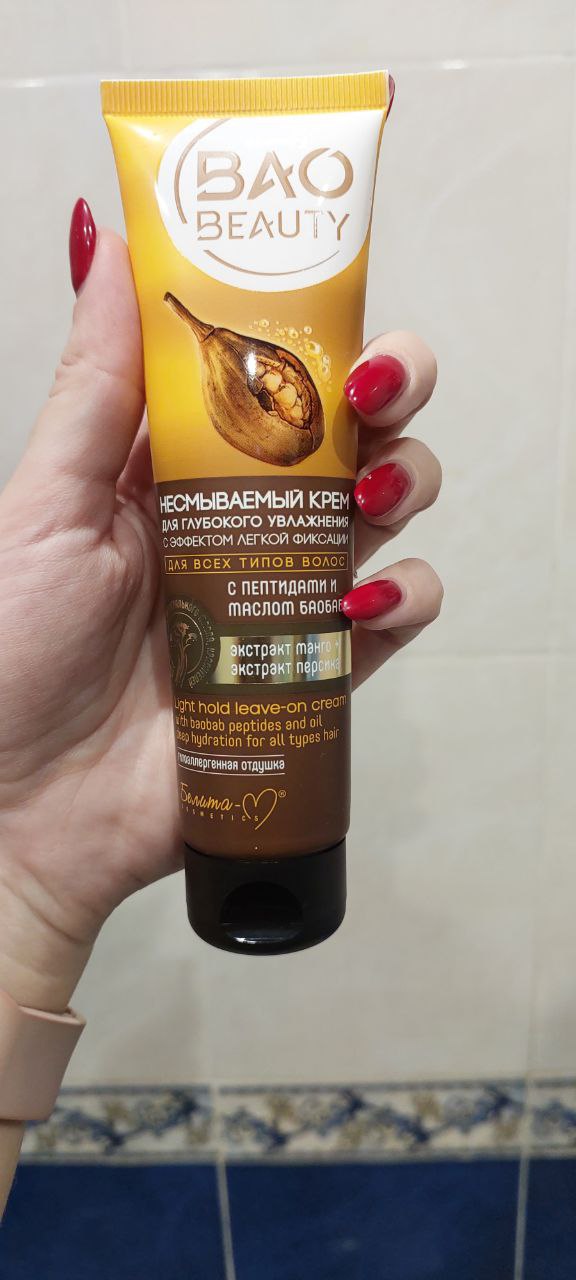 BAO
BEAUTY
НЕСМЫВАЕМЫЙ КРЕМ
ДЛЯ ГЛУБОКОГО УВЛАЖНЕНИЯ
С ЭФФЕКТОМ ЛЕГКОЙ ФИКСАЦИИ
ДЛЯ ВСЕХ ТИПОВ ВОЛОС
С ПЕПТИДАМИ И
МАСЛОМ БАОБАБ
экстракт манго +
экстракт персика
Light hold leave-on cream
with baobab peptides and oil
deep hydration for all types hair
гипоаллергенная отдушка
Белита-М®
COSMETICS